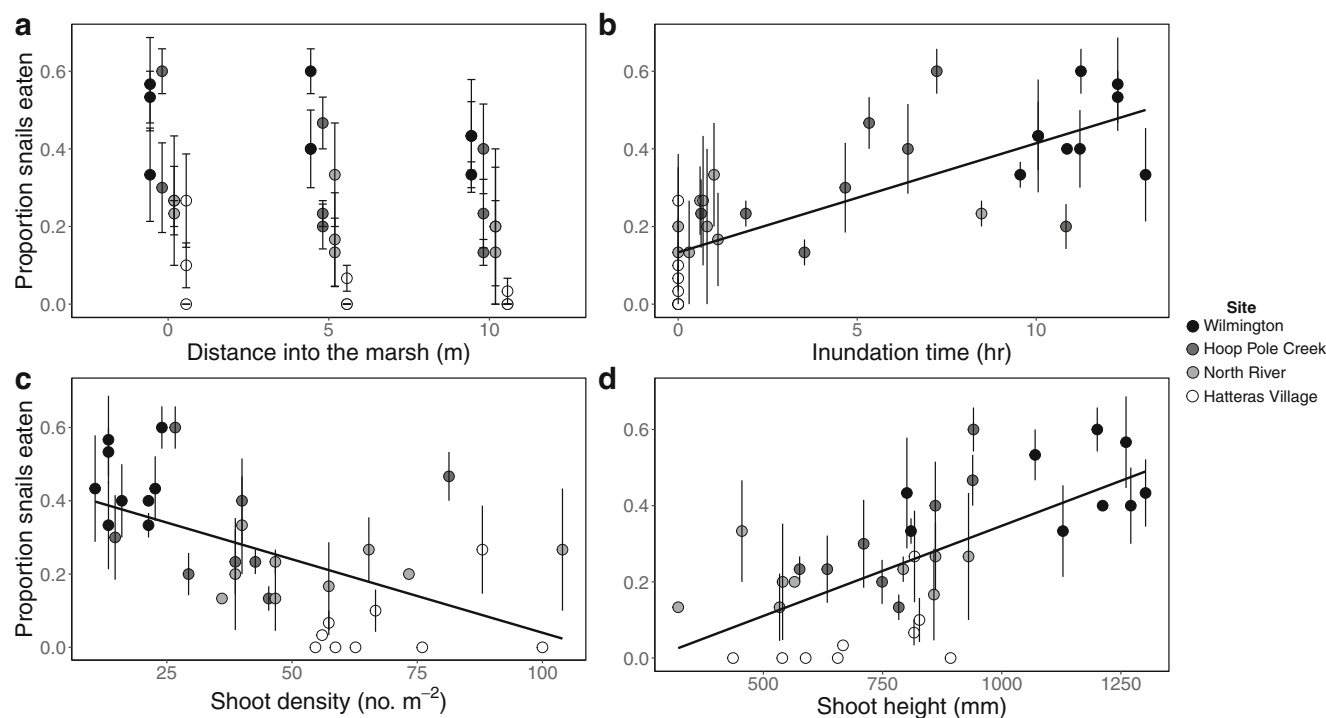 a
b
Proportion snails eaten
0.6
0.4
0.2
0.0
0
5
10
Distance into the marsh (m)
0.6
0.4
0.2
0.0
0
5
10
Inundation time (hr)
Site
Wilmington
Hoop Pole Creek
North River
Hatteras Village
c
d
Proportion snails eaten
0.6
0.4
0.2
0.0
25
50
75
100
Shoot density (no. m⁻²)
0.6
0.4
0.2
0.0
500
750
1000
1250
Shoot height (mm)